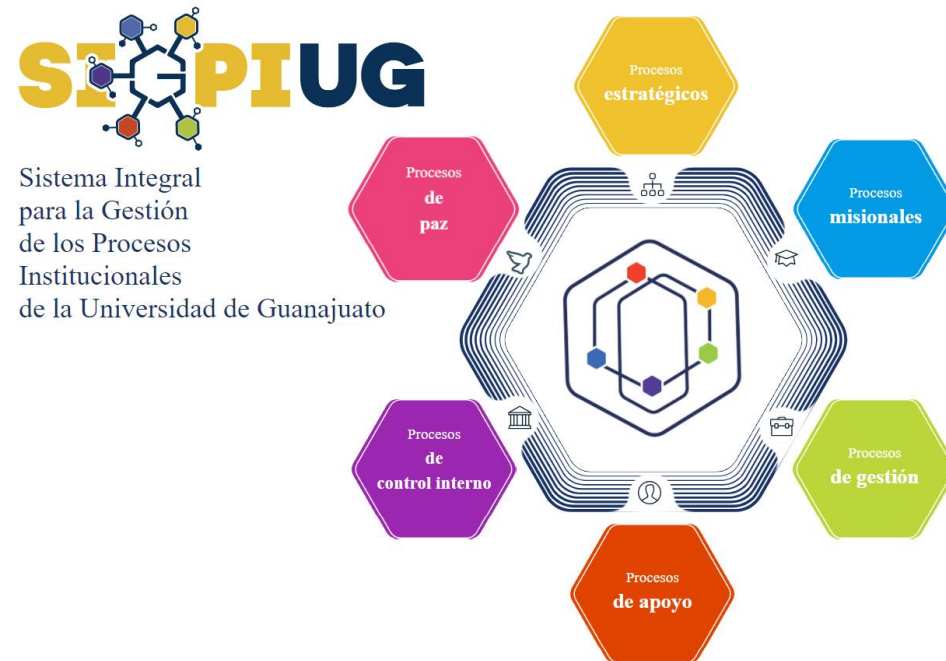 SIGPIUG
Sistema Integral
para la Gestión
de los Procesos
Institucionales
de la Universidad de Guanajuato
Procesos
estratégicos
Procesos
misionales
Procesos
de gestión
Procesos
de apoyo
Procesos
de
control interno
Procesos
de
paz